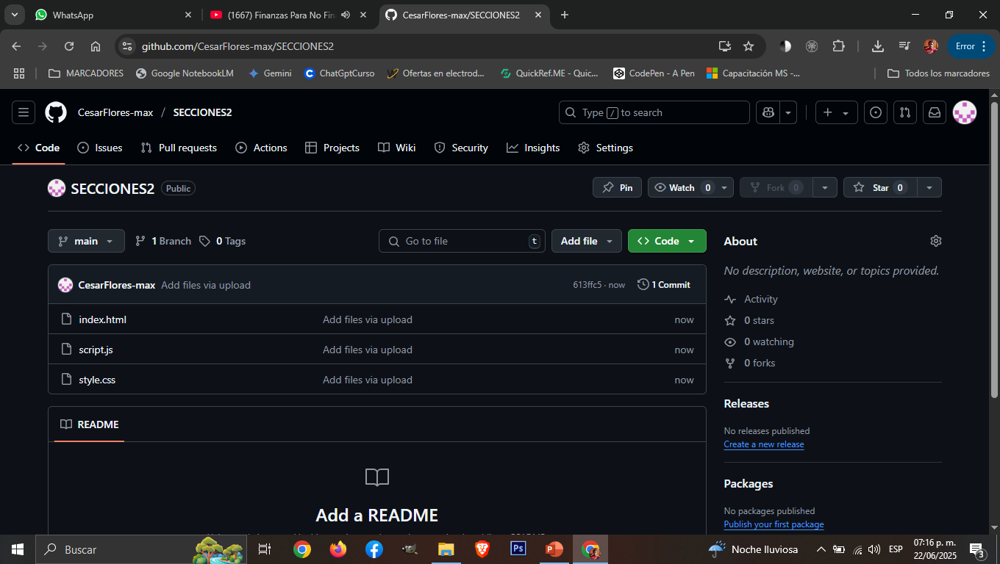 WhatsApp
(1667) Finanzas Para No Fin
CesarFlores-max/SECCIONES2
github.com/CesarFlores-max/SECCIONES2
Error
MARCADORES
Google NotebookLM
Gemini
ChatGptCurso
Ofertas en electrod...
QuickRef.ME - Quic...
CodePen - A Pen
Capacitación MS -...
Todos los marcadores
CesarFlores-max / SECCIONES2
Type / to search
Code
Issues
Pull requests
Actions
Projects
Wiki
Security
Insights
Settings
SECCIONES2 Public
Pin
Watch 0
Fork 0
Star 0
main
1 Branch
0 Tags
Go to file t
Add file
Code
CesarFlores-max Add files via upload 613ffc5 · now 1 Commit
index.html Add files via upload now
script.js Add files via upload now
style.css Add files via upload now
README
Add a README
About
No description, website, or topics provided.
Activity
0 stars
0 watching
0 forks
Releases
No releases published
Create a new release
Packages
No packages published
Publish your first package
Buscar
Ps
Noche lluviosa
ESP
07:16 p. m.
22/06/2025
3